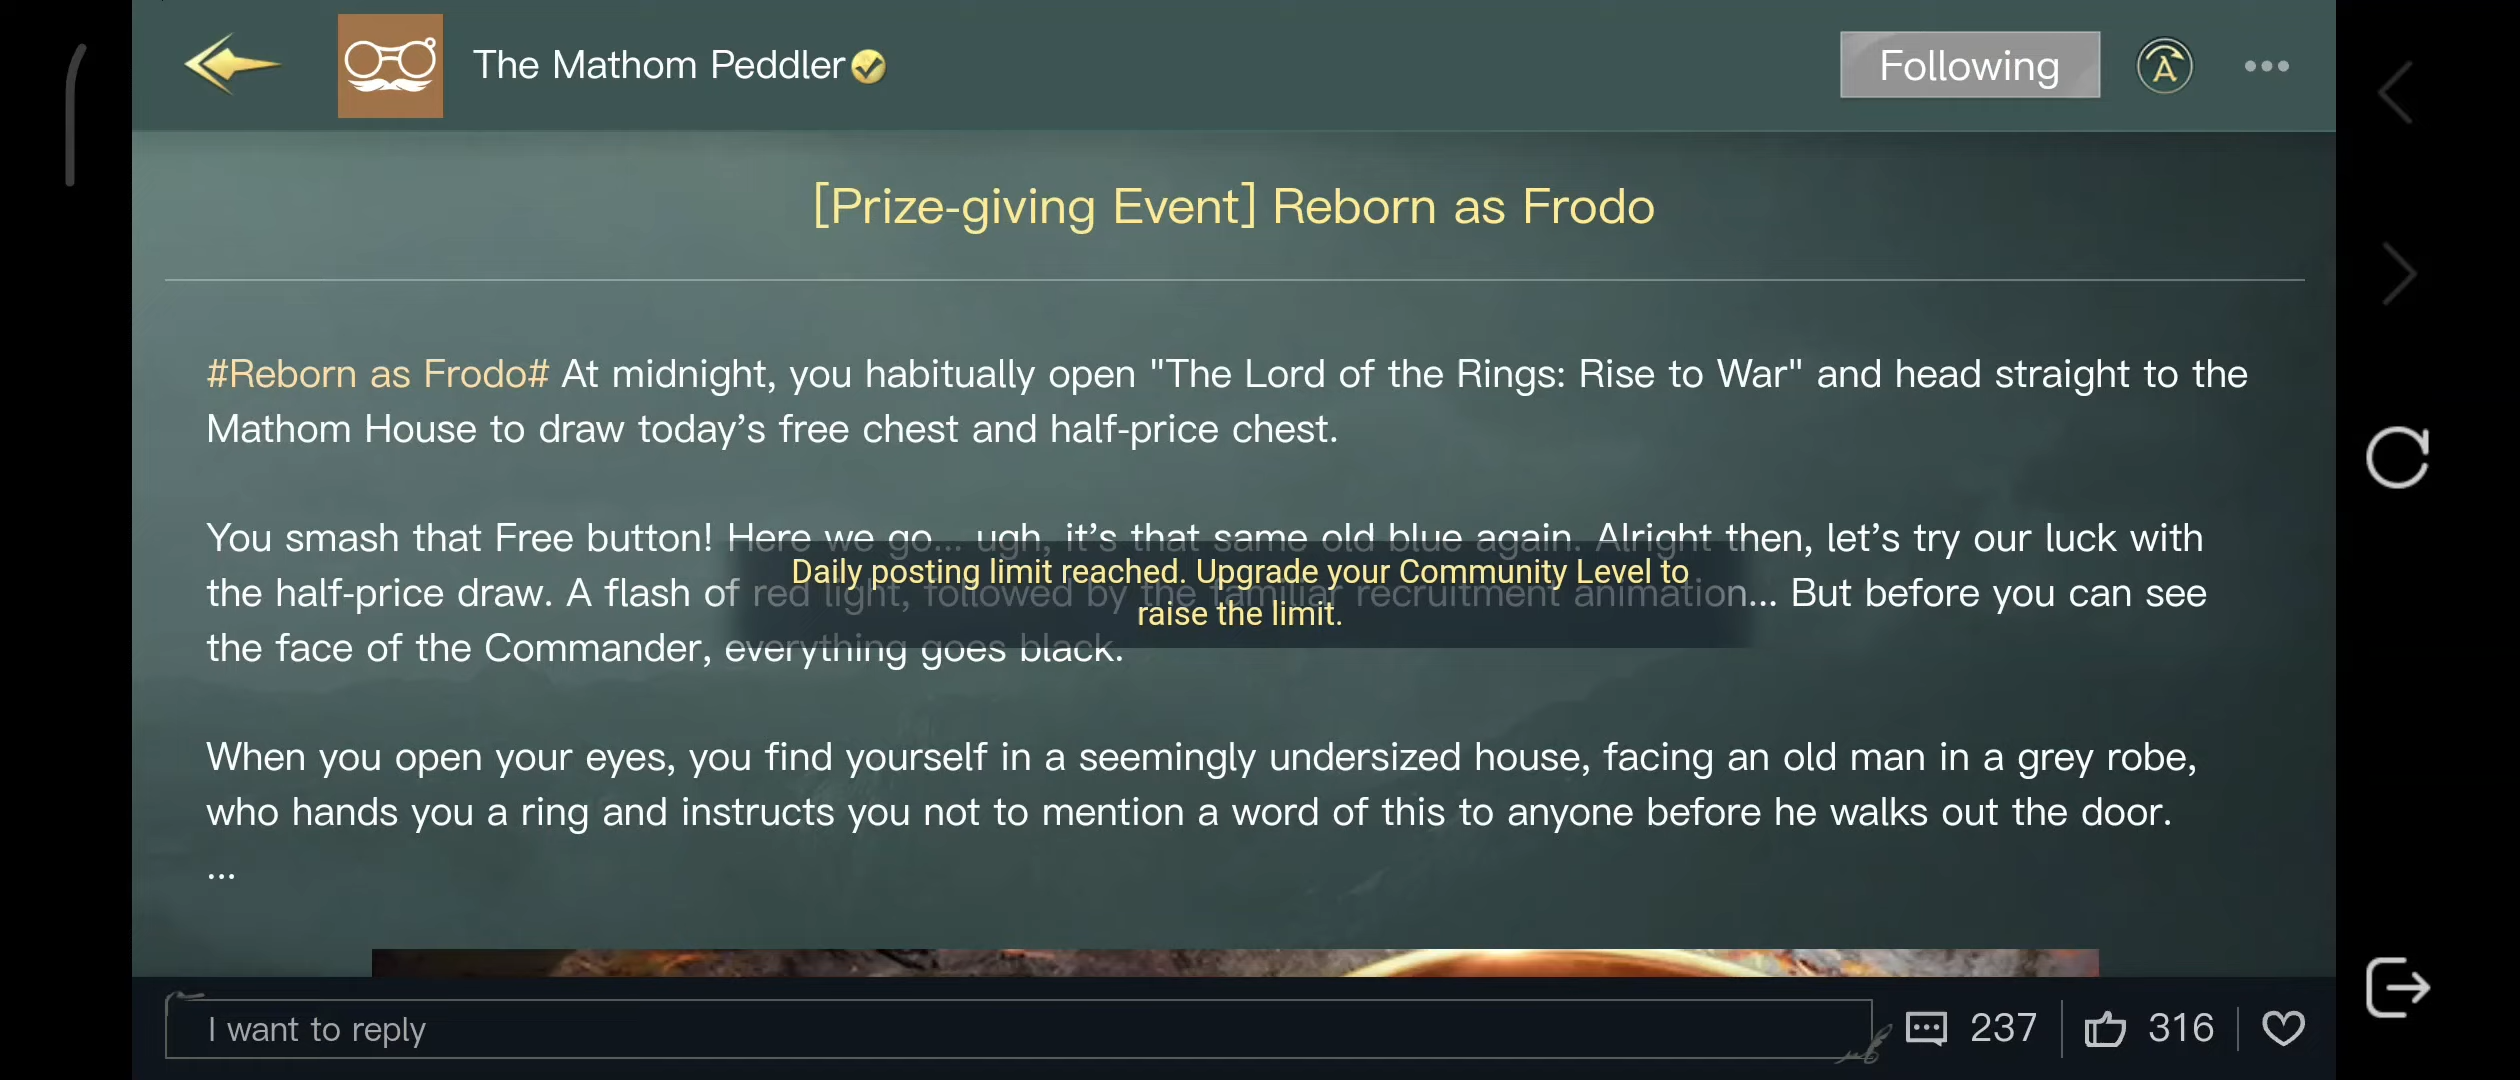 The Mathom Peddler
Following
[Prize-giving Event] Reborn as Frodo
#Reborn as Frodo# At midnight, you habitually open "The Lord of the Rings: Rise to War" and head straight to the
Mathom House to draw today’s free chest and half-price chest.
You smash that Free button! Here we go... ugh, it’s that same old blue again. Alright then, let’s try our luck with
the half-price draw. A flash of red light, followed by the familiar recruitment animation... But before you can see
the face of the Commander, everything goes black.
Daily posting limit reached. Upgrade your Community Level to
raise the limit.
When you open your eyes, you find yourself in a seemingly undersized house, facing an old man in a grey robe,
who hands you a ring and instructs you not to mention a word of this to anyone before he walks out the door.
...
I want to reply
237
316